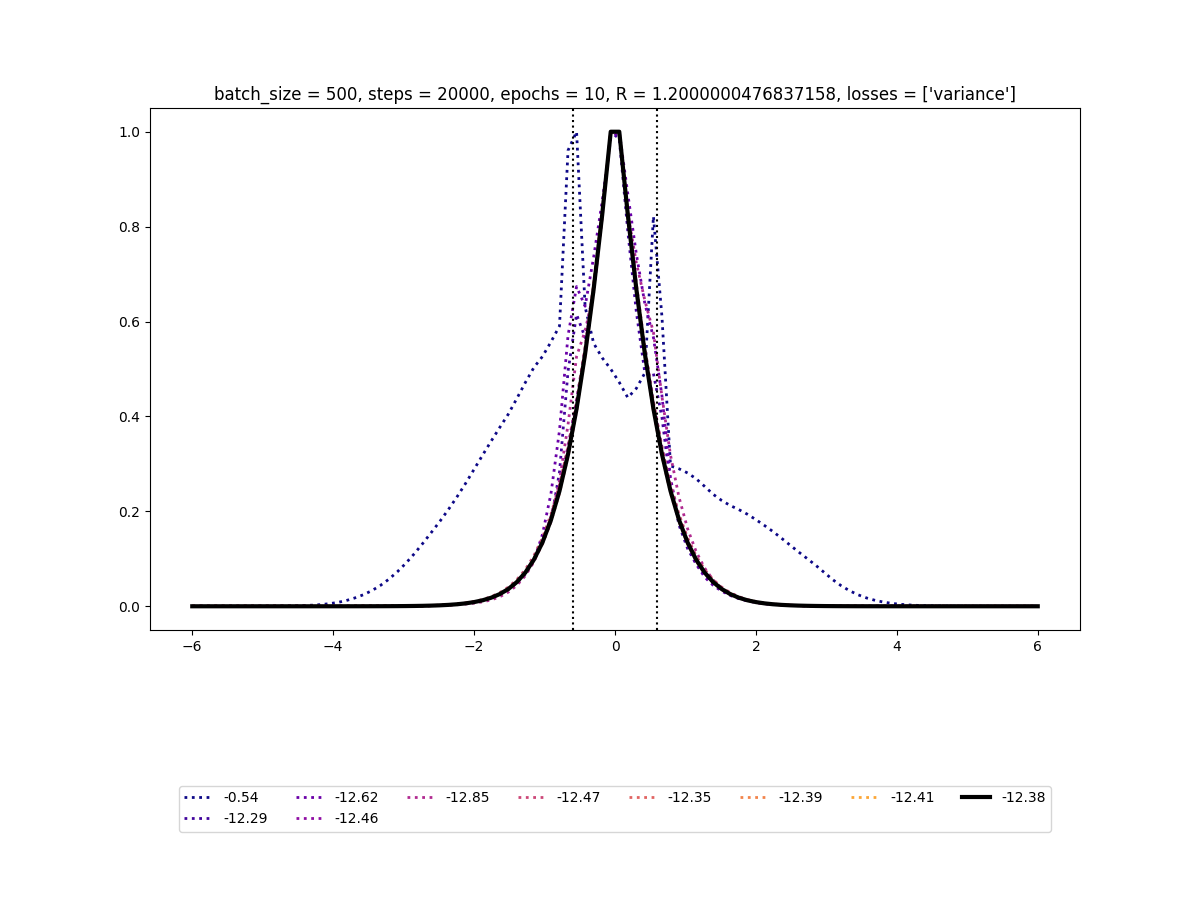 batch_size = 500, steps = 20000, epochs = 10, R = 1.2000000476837158, losses = ['variance']
1.0
0.8
0.6
0.4
0.2
0.0
−6 −4 −2 0 2 4 6
-0.54 -12.62 -12.85 -12.47 -12.35 -12.39 -12.41 -12.38
-12.29 -12.46